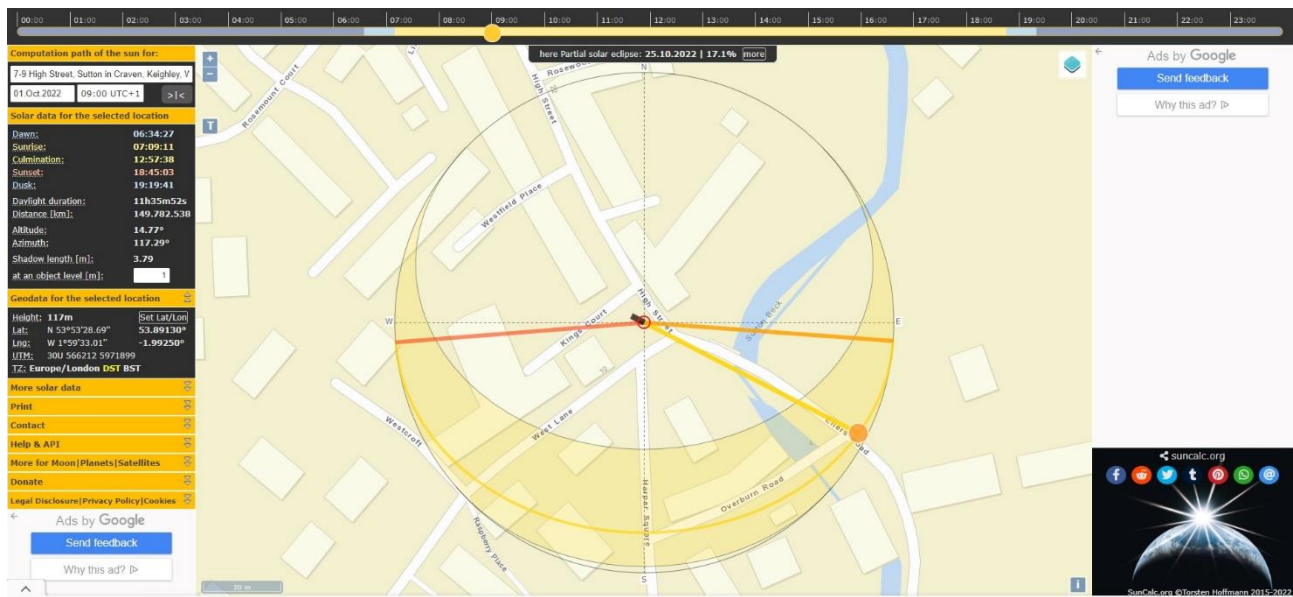 00:00 01:00 02:00 03:00 04:00 05:00 06:00 07:00 08:00 09:00 10:00 11:00 12:00 13:00 14:00 15:00 16:00 17:00 18:00 19:00 20:00 21:00 22:00 23:00
Computation path of the sun for:
7-9 High Street, Sutton in Craven, Keighley, V
01.Oct.2022 09:00 UTC+1 >|<
Solar data for the selected location
Dawn: 06:34:27
Sunrise: 07:09:11
Culmination: 12:57:38
Sunset: 18:45:03
Dusk: 19:19:41
Daylight duration: 11h35m52s
Distance [km]: 149.782.538
Altitude: 14.77°
Azimuth: 117.29°
Shadow length [m]: 3.79
at an object level [m]: 1
Geodata for the selected location
Height: 117m Set Lat/Lon
Lat: N 53°53'28.69" 53.89130°
Lng: W 1°59'33.01" -1.99250°
UTM: 30U 566212 5971899
TZ: Europe/London DST BST
More solar data
Print
Contact
Help & API
More for Moon|Planets|Satellites
Donate
Legal Disclosure|Privacy Policy|Cookies
Ads by Google
Send feedback
Why this ad?
+
−
T
here Partial solar eclipse: 25.10.2022 | 17.1% more
N
Rosemount Court
High Street
Westfield Place
High Street
W
E
Kings Court
Sutton Beck
West Lane
Westcroft
Ellers Road
Overburn Road
Harper Square
Raspberry Place
S
20 m
i
Ads by Google
Send feedback
Why this ad?
suncalc.org
SunCalc.org ©Torsten Hoffmann 2015-2022